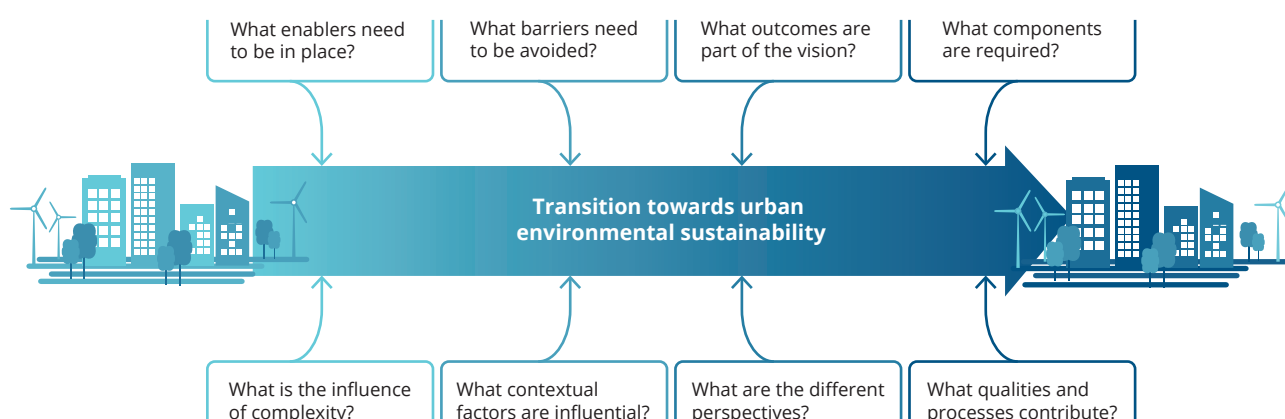 What enablers need
to be in place?
What barriers need
to be avoided?
What outcomes are
part of the vision?
What components
are required?
Transition towards urban
environmental sustainability
What is the influence
of complexity?
What contextual
factors are influential?
What are the different
perspectives?
What qualities and
processes contribute?